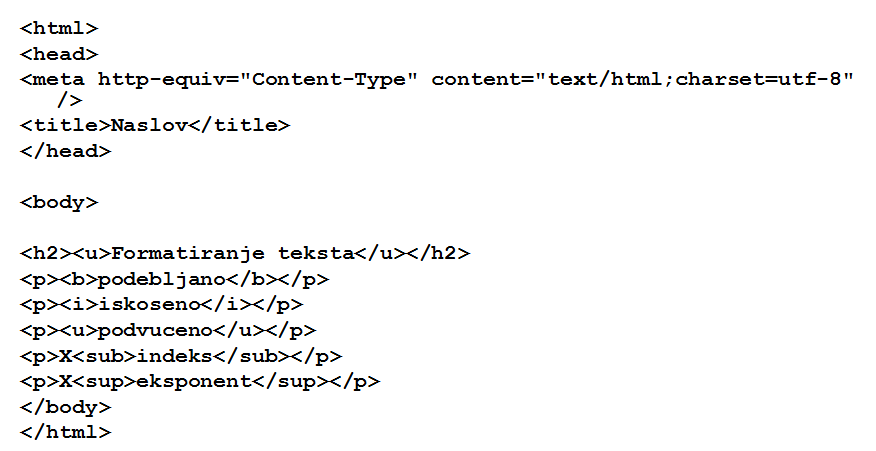 <html>
<head>
<meta http-equiv="Content-Type" content="text/html;charset=utf-8"
/>
<title>Naslov</title>
</head>
<body>
<h2><u>Formatiranje teksta</u></h2>
<p><b>podebljano</b></p>
<p><i>iskoseno</i></p>
<p><u>podvuceno</u></p>
<p>X<sub>indeks</sub></p>
<p>X<sup>eksponent</sup></p>
</body>
</html>